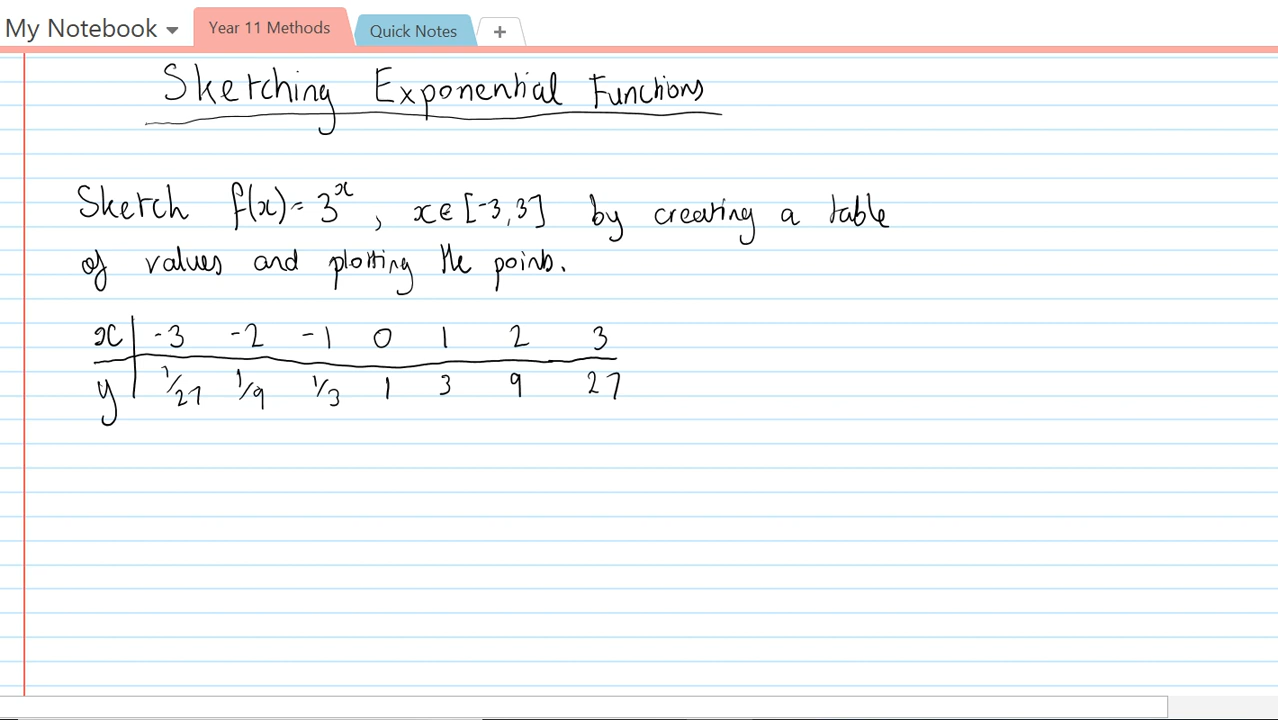 My Notebook Year 11 Methods Quick Notes +
Sketching Exponential Functions
Sketch f(x) = 3^x, x ∈ [-3,3] by creating a table
of values and plotting the points.
x | -3 -2 -1 0 1 2 3
y | 1/27 1/9 1/3 1 3 9 27